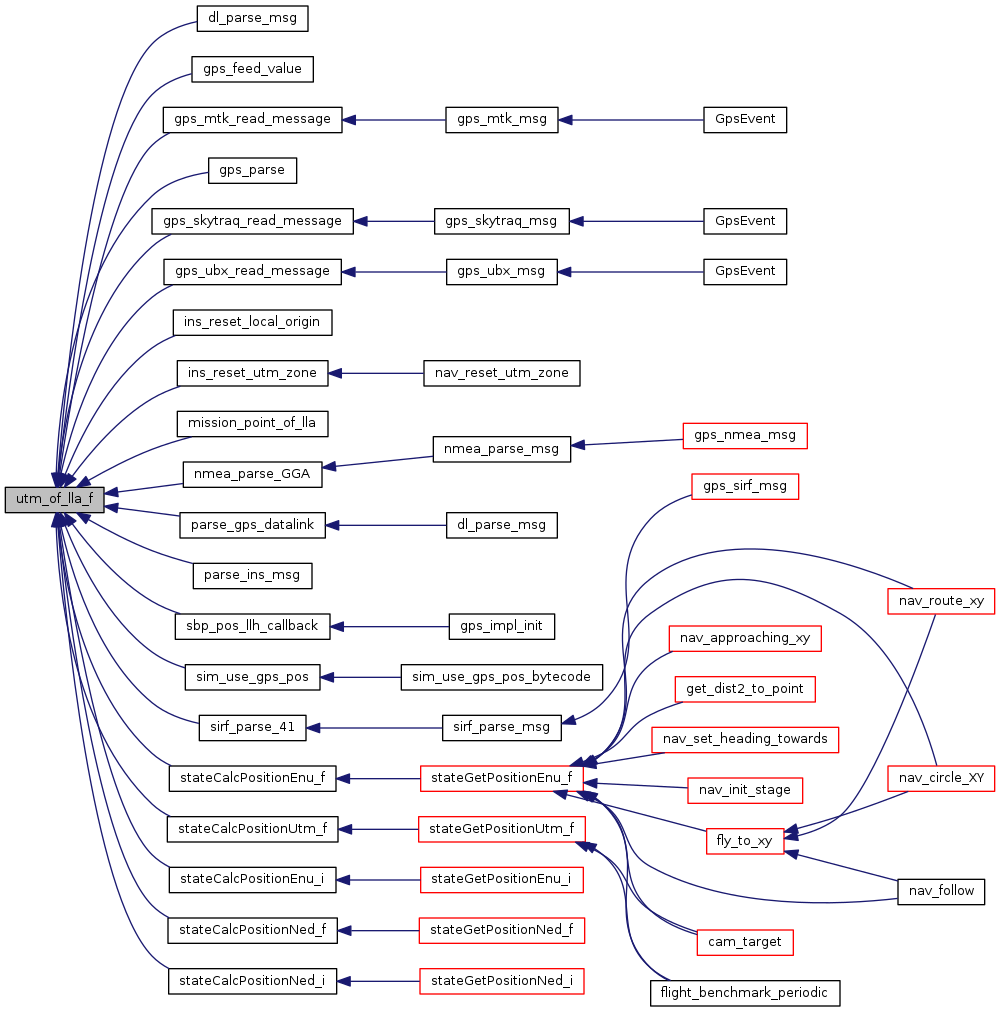 dl_parse_msg
gps_feed_value
gps_mtk_read_message
gps_mtk_msg
GpsEvent
gps_parse
gps_skytraq_read_message
gps_skytraq_msg
GpsEvent
gps_ubx_read_message
gps_ubx_msg
GpsEvent
ins_reset_local_origin
ins_reset_utm_zone
nav_reset_utm_zone
mission_point_of_lla
gps_nmea_msg
nmea_parse_msg
nmea_parse_GGA
gps_sirf_msg
utm_of_lla_f
parse_gps_datalink
dl_parse_msg
parse_ins_msg
nav_route_xy
sbp_pos_llh_callback
gps_impl_init
nav_approaching_xy
sim_use_gps_pos
sim_use_gps_pos_bytecode
get_dist2_to_point
sirf_parse_41
sirf_parse_msg
nav_set_heading_towards
stateCalcPositionEnu_f
stateGetPositionEnu_f
nav_circle_XY
nav_init_stage
stateCalcPositionUtm_f
stateGetPositionUtm_f
fly_to_xy
stateCalcPositionEnu_i
stateGetPositionEnu_i
nav_follow
stateCalcPositionNed_f
stateGetPositionNed_f
cam_target
stateCalcPositionNed_i
stateGetPositionNed_i
flight_benchmark_periodic